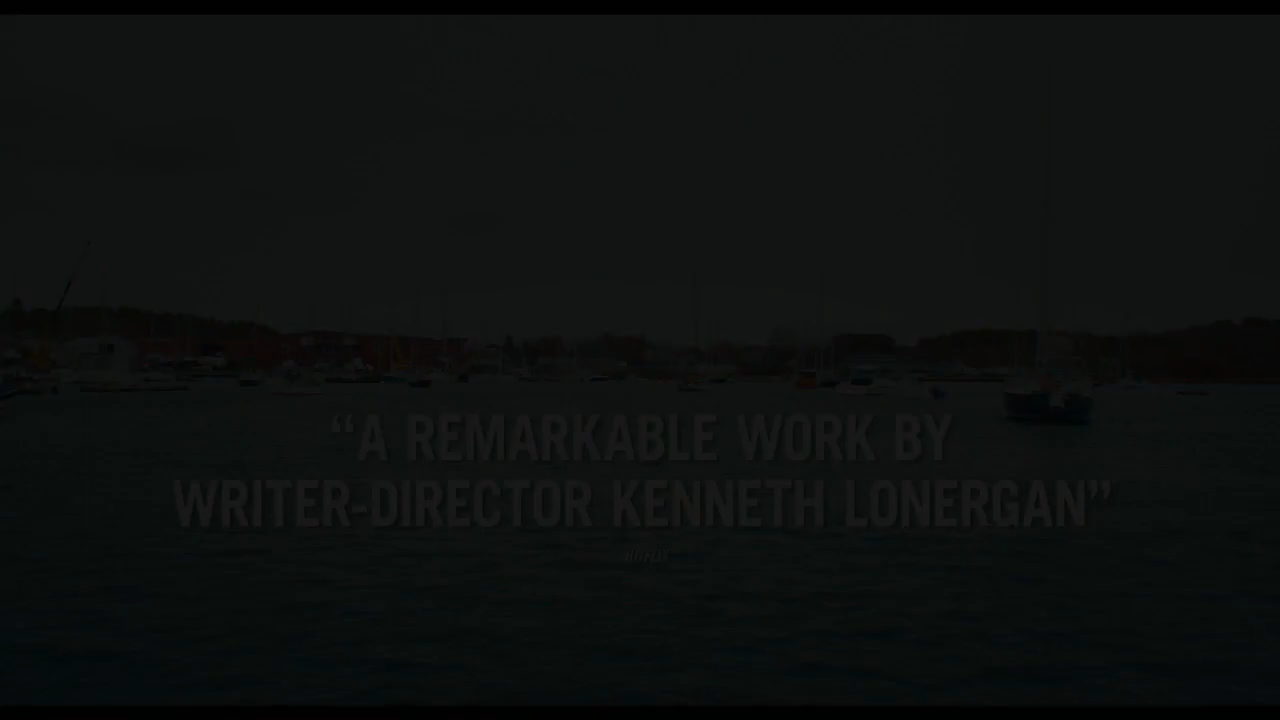 “A REMARKABLE WORK BY
WRITER-DIRECTOR KENNETH LONERGAN”